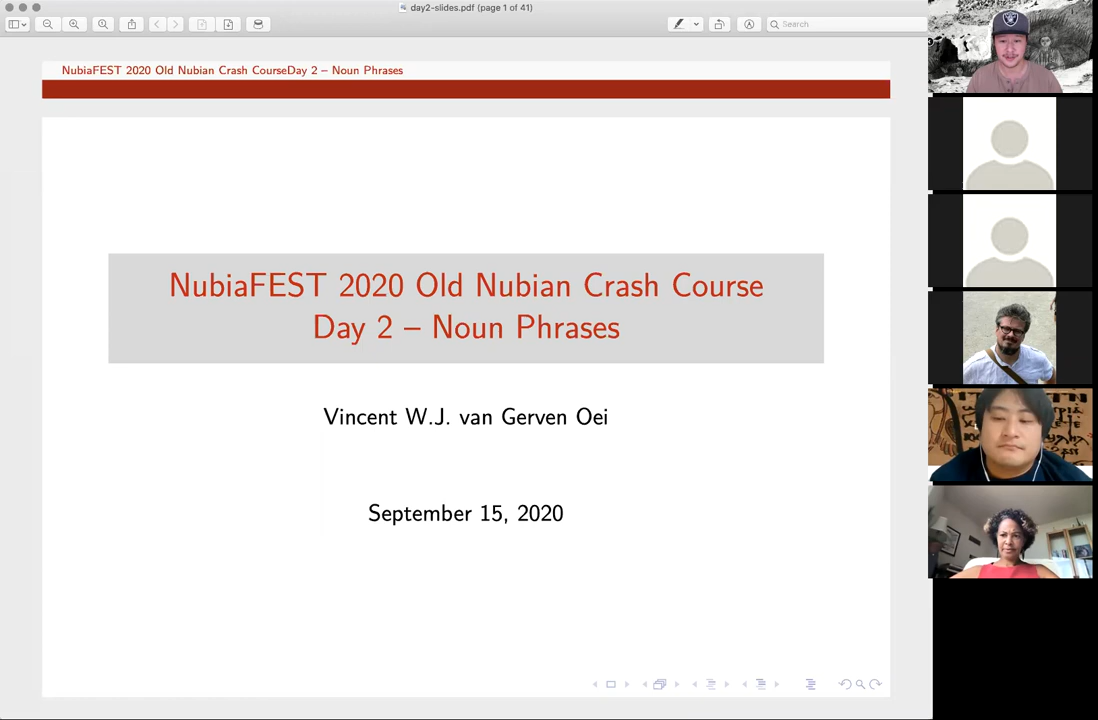 day2-slides.pdf (page 1 of 41)
Search
NubiaFEST 2020 Old Nubian Crash CourseDay 2 – Noun Phrases
NubiaFEST 2020 Old Nubian Crash Course
Day 2 – Noun Phrases
Vincent W.J. van Gerven Oei
September 15, 2020